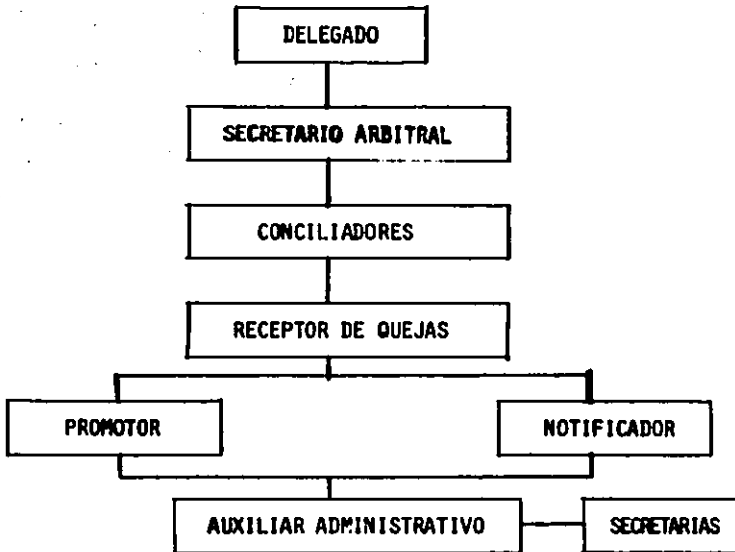 DELEGADO
SECRETARIO ARBITRAL
CONCILIADORES
RECEPTOR DE QUEJAS
PROMOTOR
NOTIFICADOR
AUXILIAR ADMINISTRATIVO
SECRETARIAS